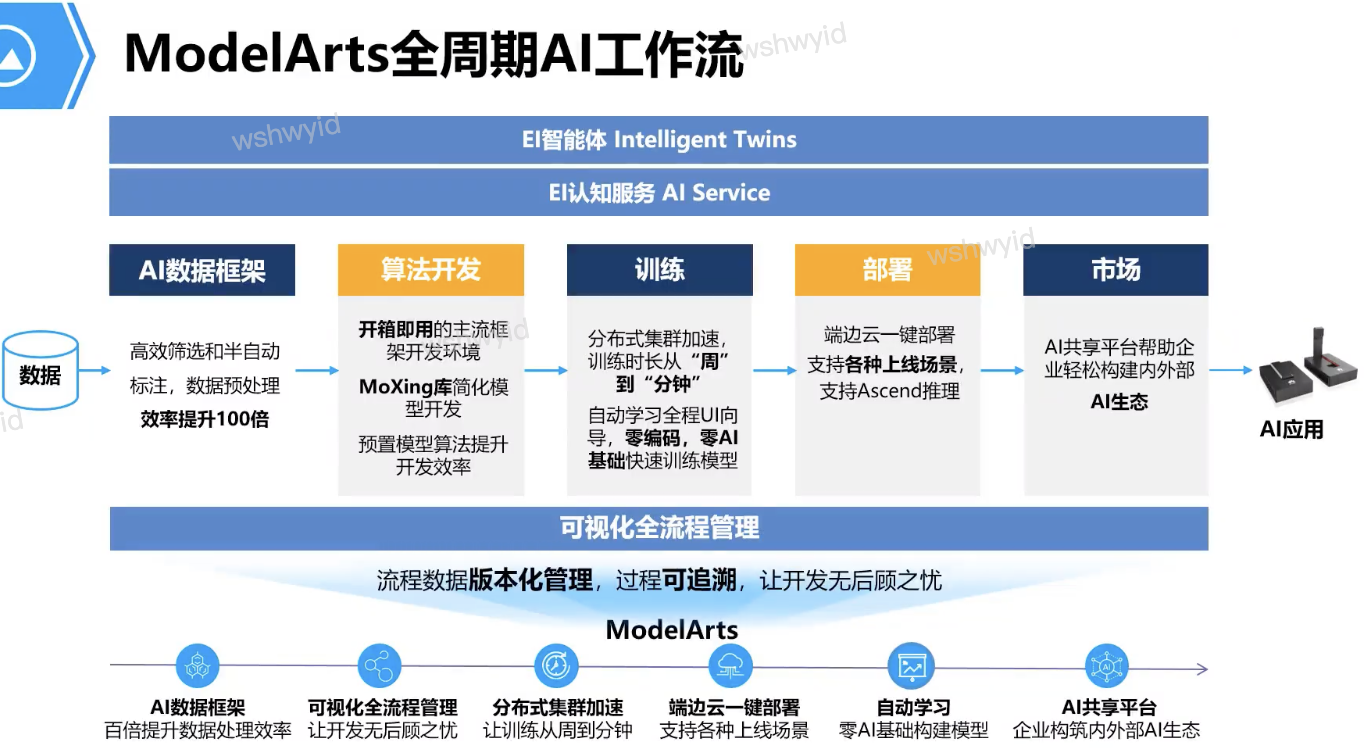 ModelArts全周期AI工作流
wshwyid
wshwyid
EI智能体 Intelligent Twins
EI认知服务 AI Service
wshwyid
AI数据框架
算法开发
训练
部署
市场
数据
高效筛选和半自动
标注，数据预处理
效率提升100倍
开箱即用的主流框
架开发环境
MoXing库简化模
型开发
预置模型算法提升
开发效率
wshwyid
分布式集群加速，
训练时长从“周”
到“分钟”
自动学习全程UI向
导，零编码，零AI
基础快速训练模型
端边云一键部署
支持各种上线场景，
支持Ascend推理
AI共享平台帮助企
业轻松构建内外部
AI生态
AI应用
yid
可视化全流程管理
流程数据版本化管理，过程可追溯，让开发无后顾之忧
ModelArts
AI数据框架
百倍提升数据处理效率
可视化全流程管理
让开发无后顾之忧
分布式集群加速
让训练从周到分钟
端边云一键部署
支持各种上线场景
自动学习
零AI基础构建模型
AI
AI共享平台
企业构筑内外部AI生态